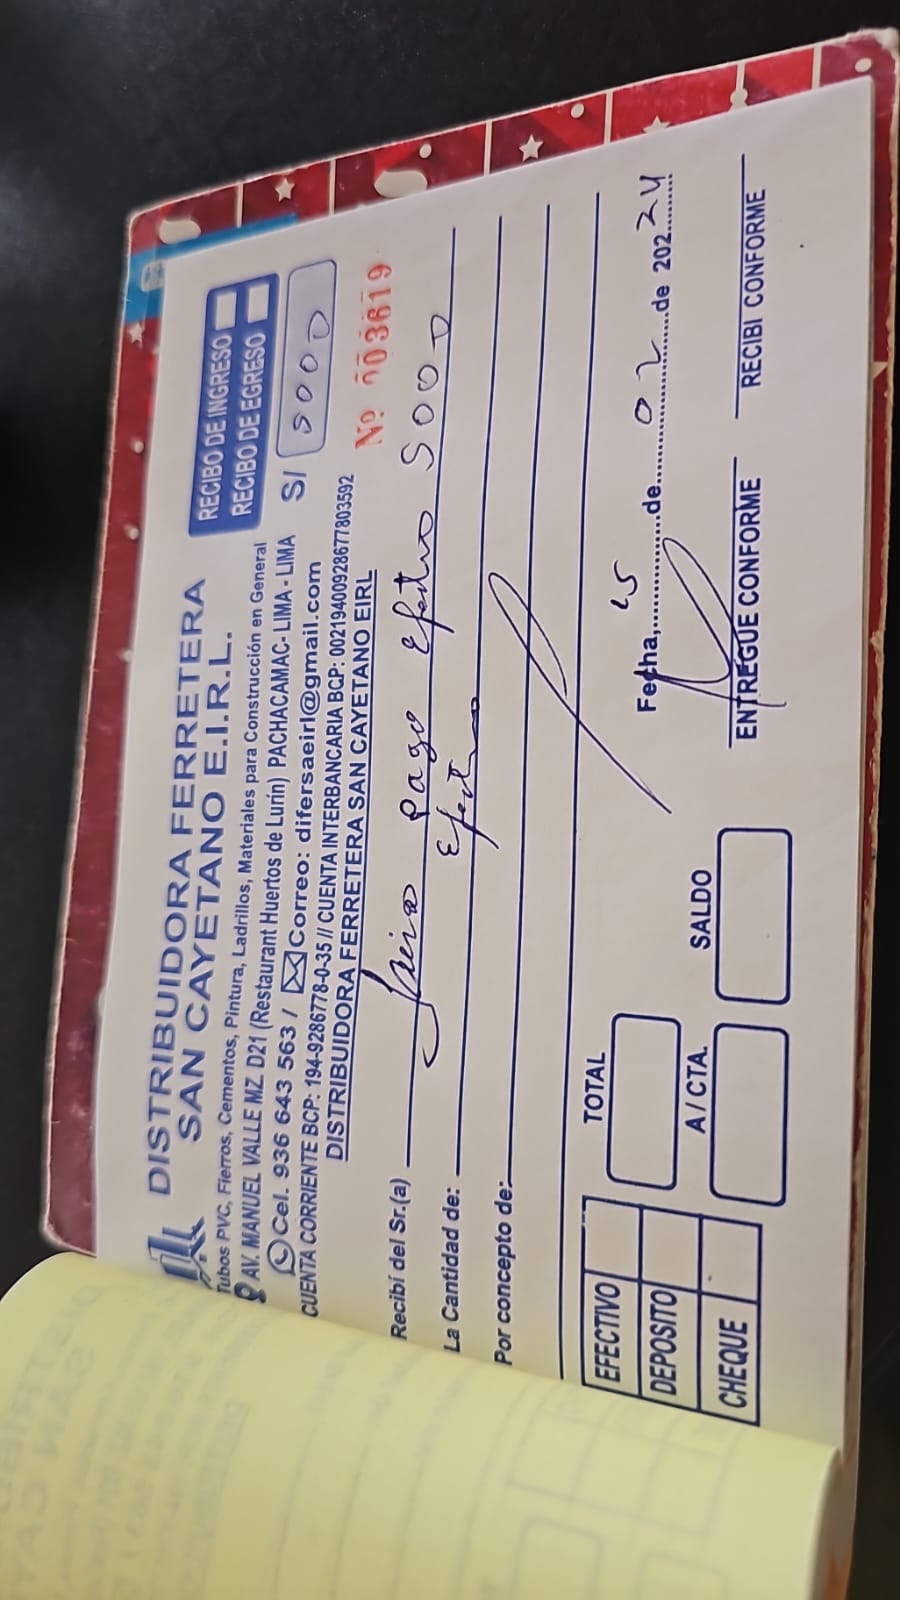 DISTRIBUIDORA FERRETERA
SAN CAYETANO E.I.R.L.
RECIBO DE INGRESO
RECIBO DE EGRESO
Tubos PVC, Fierros, Cementos, Pintura, Ladrillos, Materiales para Construcción en General
AV. MANUEL VALLE MZ. D21 (Restaurant Huertos de Lurín) PACHACAMAC- LIMA - LIMA
S/ 5000
Cel. 936 643 563 / Correo: difersaeirl@gmail.com
CUENTA CORRIENTE BCP: 194-9286778-0-35 // CUENTA INTERBANCARIA BCP: 00219400928677803592
DISTRIBUIDORA FERRETERA SAN CAYETANO EIRL
Nº 003619
Recibí del Sr.(a) Jairo pago efectivo 5000
La Cantidad de: Efectivo
Por concepto de:
EFECTIVO
DEPOSITO
CHEQUE
TOTAL
A / CTA.
SALDO
Fecha, 15 de 02 de 2024
ENTREGUE CONFORME
RECIBI CONFORME